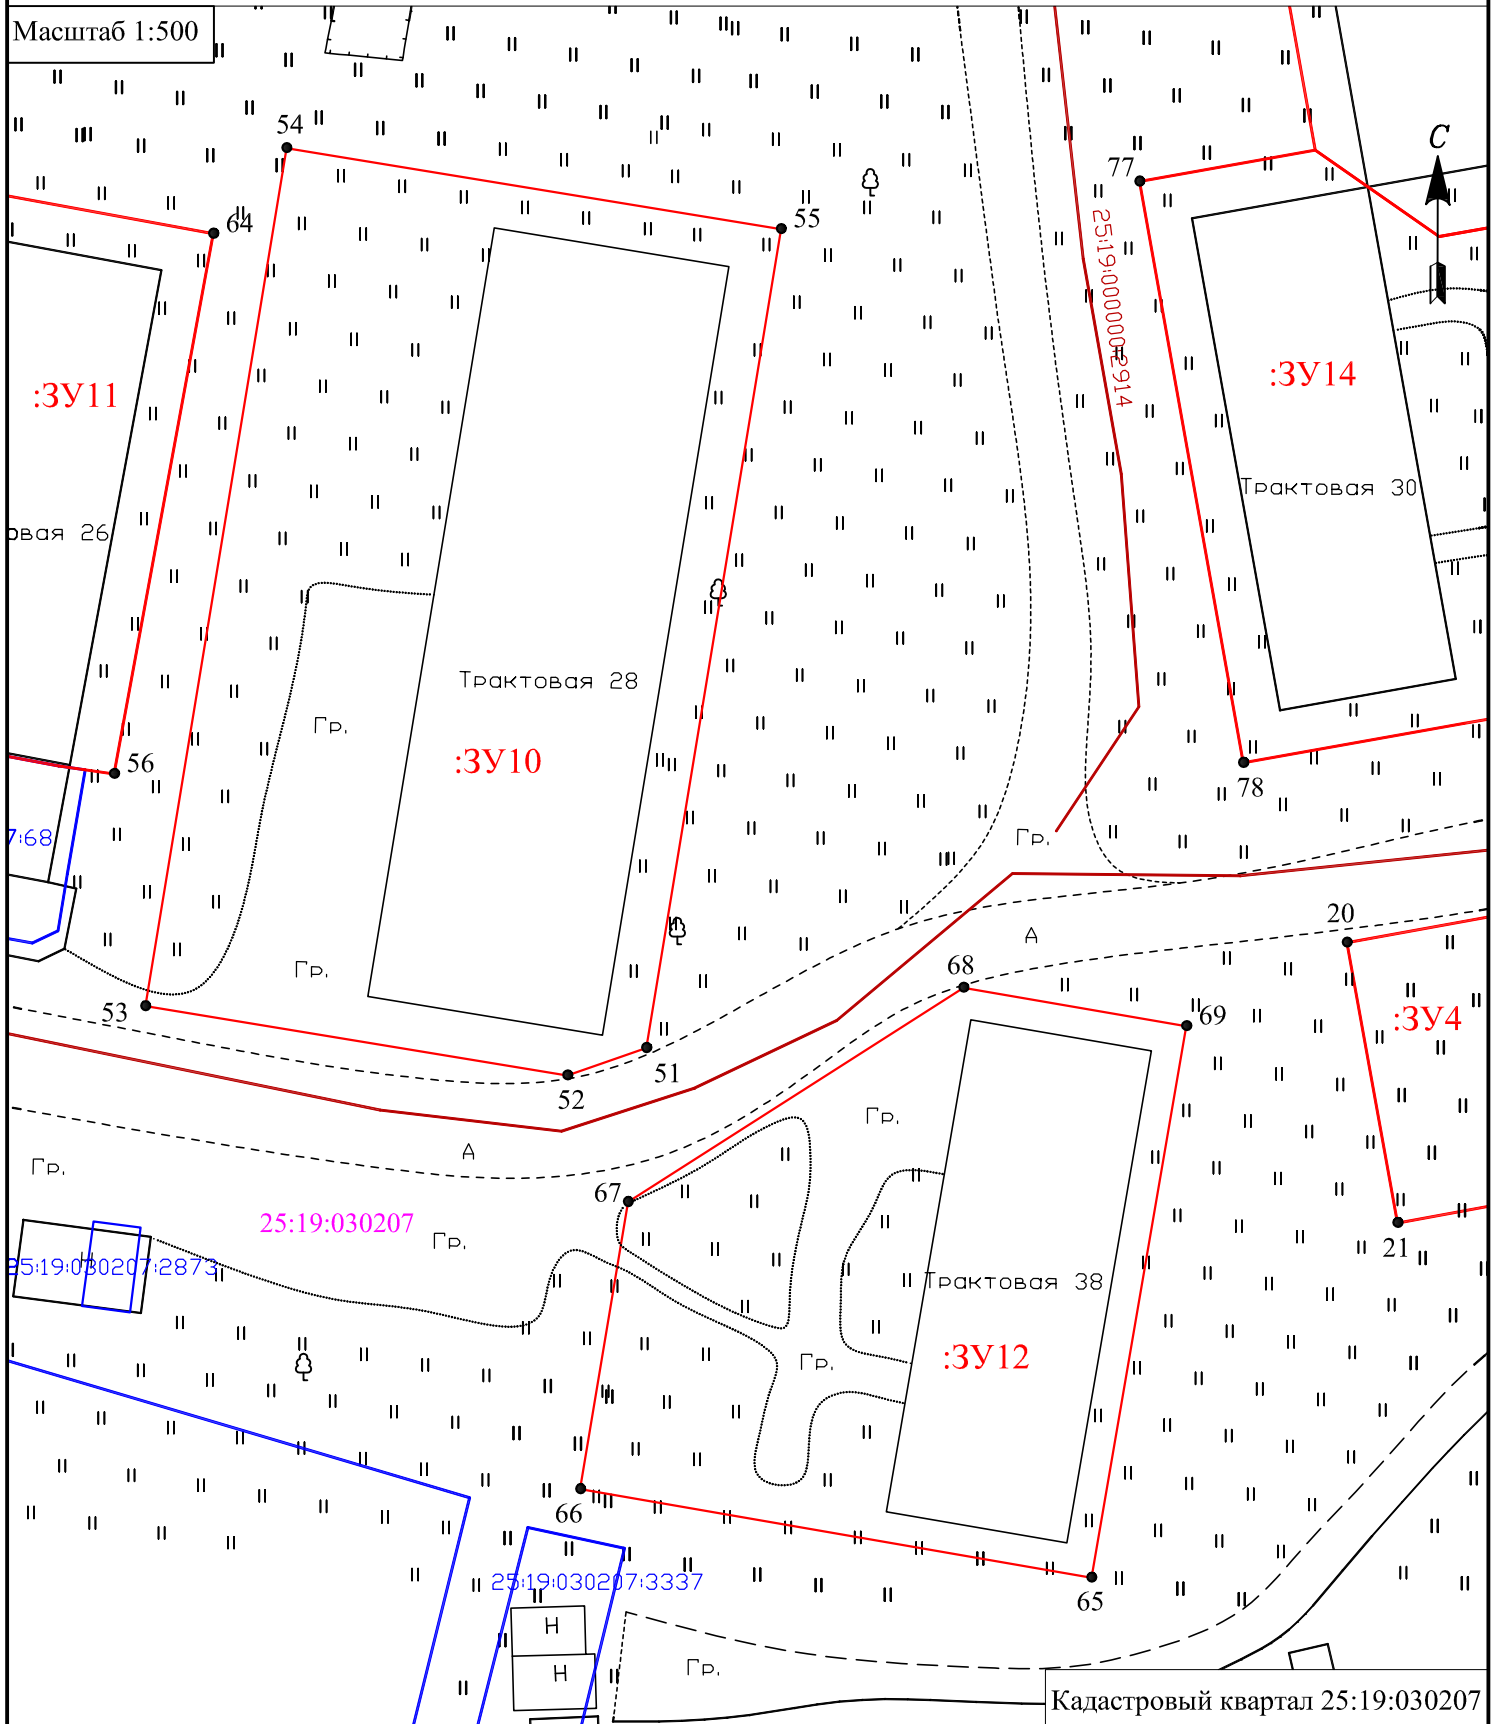 Масштаб 1:500
54
С
77
64
55
25:19:000000:2914
:ЗУ11
:ЗУ14
Трактовая 30
овая 26
Трактовая 28
Гр.
:ЗУ10
56
78
7:68
Гр.
20
А
Гр.
68
53
69
:ЗУ4
51
52
Гр.
А
Гр.
67
25:19:030207
Гр.
21
Н
25:19:030207:2873
Трактовая 38
:ЗУ12
Гр.
66
25:19:030207:3337
65
Н
Н
Гр.
Кадастровый квартал 25:19:030207